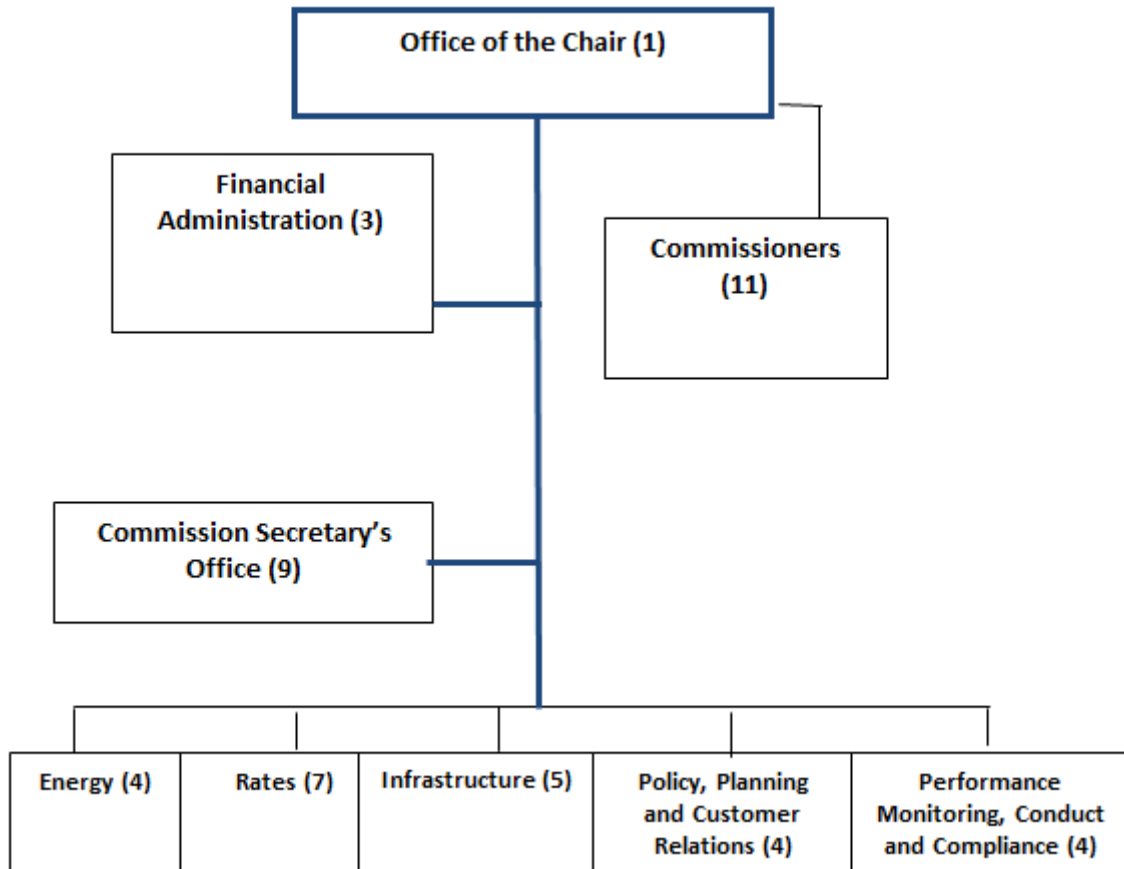 Office of the Chair (1)
Financial
Administration (3)
Commissioners
(11)
Commission Secretary’s
Office (9)
Energy (4)
Rates (7)
Infrastructure (5)
Policy, Planning
and Customer
Relations (4)
Performance
Monitoring, Conduct
and Compliance (4)